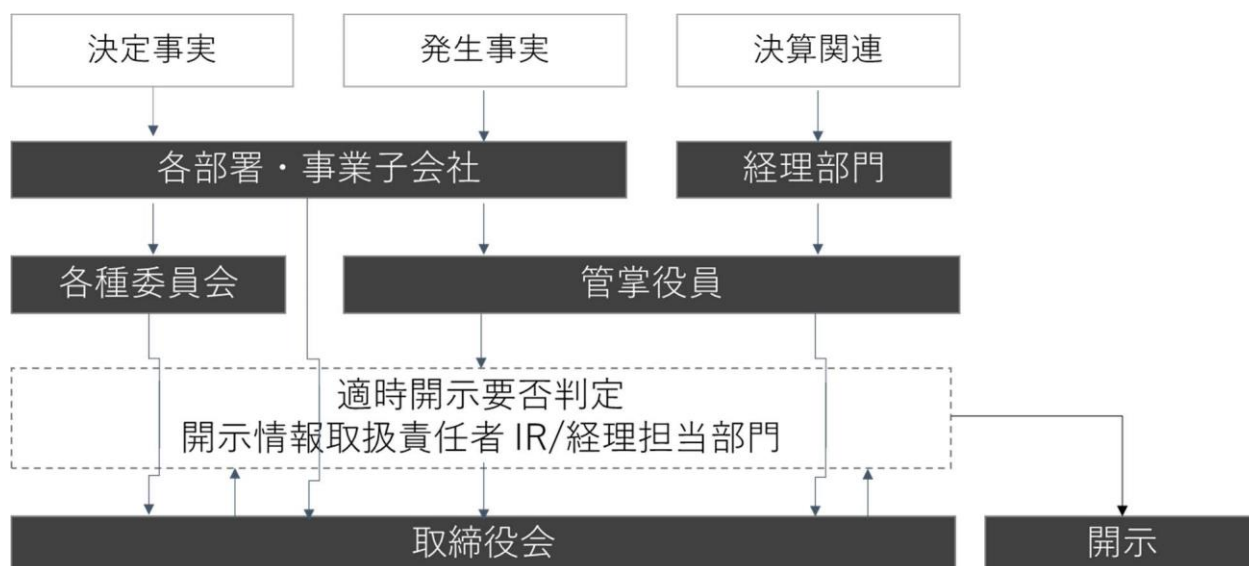 決定事実
発生事実
決算関連
各部署・事業子会社
経理部門
各種委員会
管掌役員
適時開示要否判定
開示情報取扱責任者 IR/経理担当部門
取締役会
開示